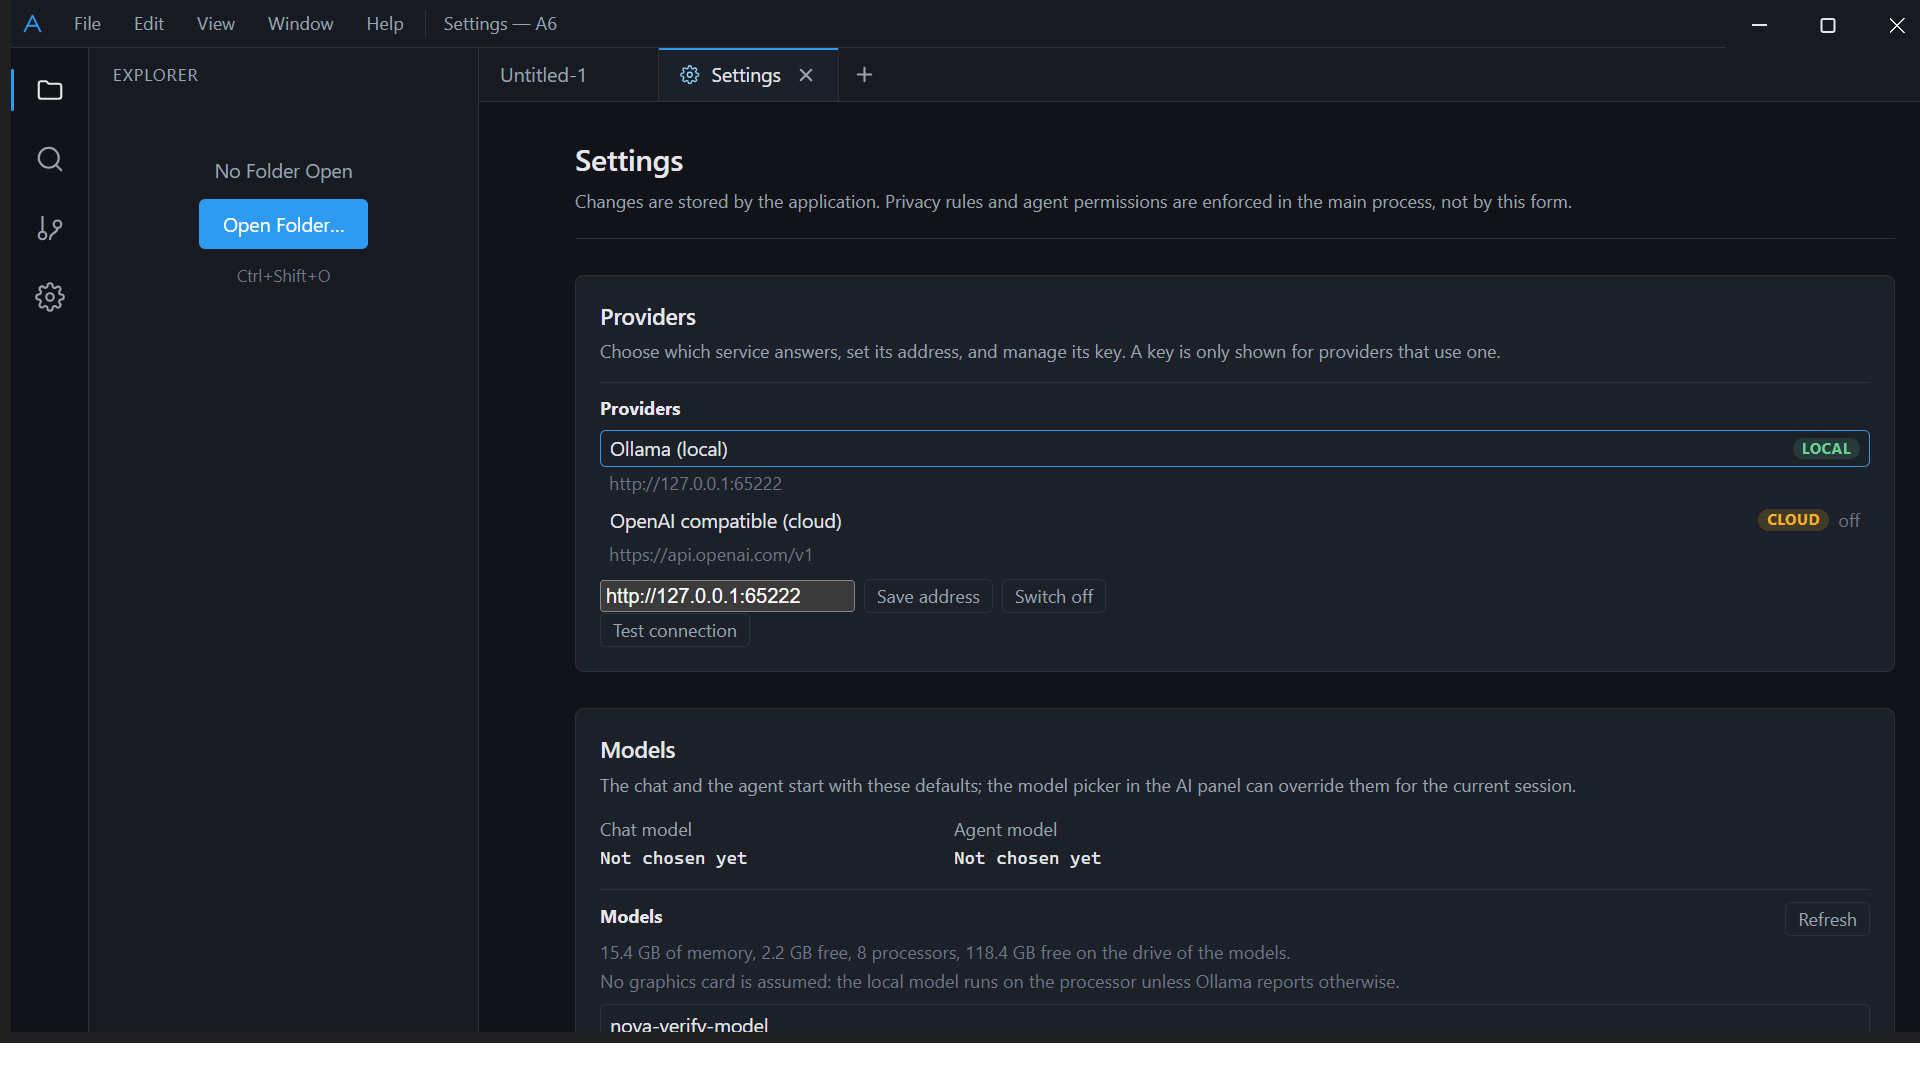 File Edit View Window Help Settings — A6
EXPLORER
Untitled-1
Settings
No Folder Open
Open Folder...
Ctrl+Shift+O
Settings
Changes are stored by the application. Privacy rules and agent permissions are enforced in the main process, not by this form.
Providers
Choose which service answers, set its address, and manage its key. A key is only shown for providers that use one.
Providers
Ollama (local) LOCAL
http://127.0.0.1:65222
OpenAI compatible (cloud) CLOUD off
https://api.openai.com/v1
http://127.0.0.1:65222 Save address Switch off
Test connection
Models
The chat and the agent start with these defaults; the model picker in the AI panel can override them for the current session.
Chat model Agent model
Not chosen yet Not chosen yet
Models Refresh
15.4 GB of memory, 2.2 GB free, 8 processors, 118.4 GB free on the drive of the models.
No graphics card is assumed: the local model runs on the processor unless Ollama reports otherwise.
nova-verify-model